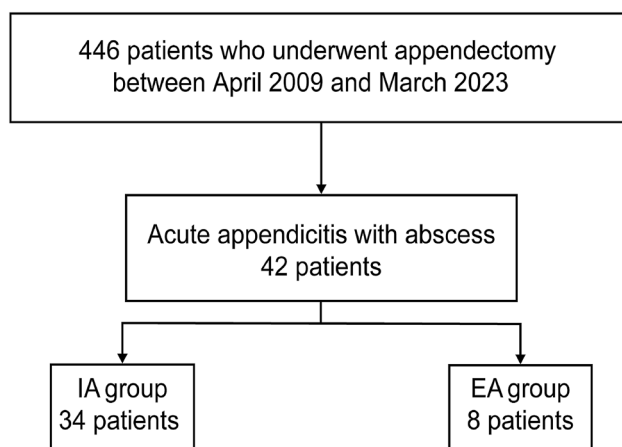 446 patients who underwent appendectomy
between April 2009 and March 2023
Acute appendicitis with abscess
42 patients
IA group
34 patients
EA group
8 patients